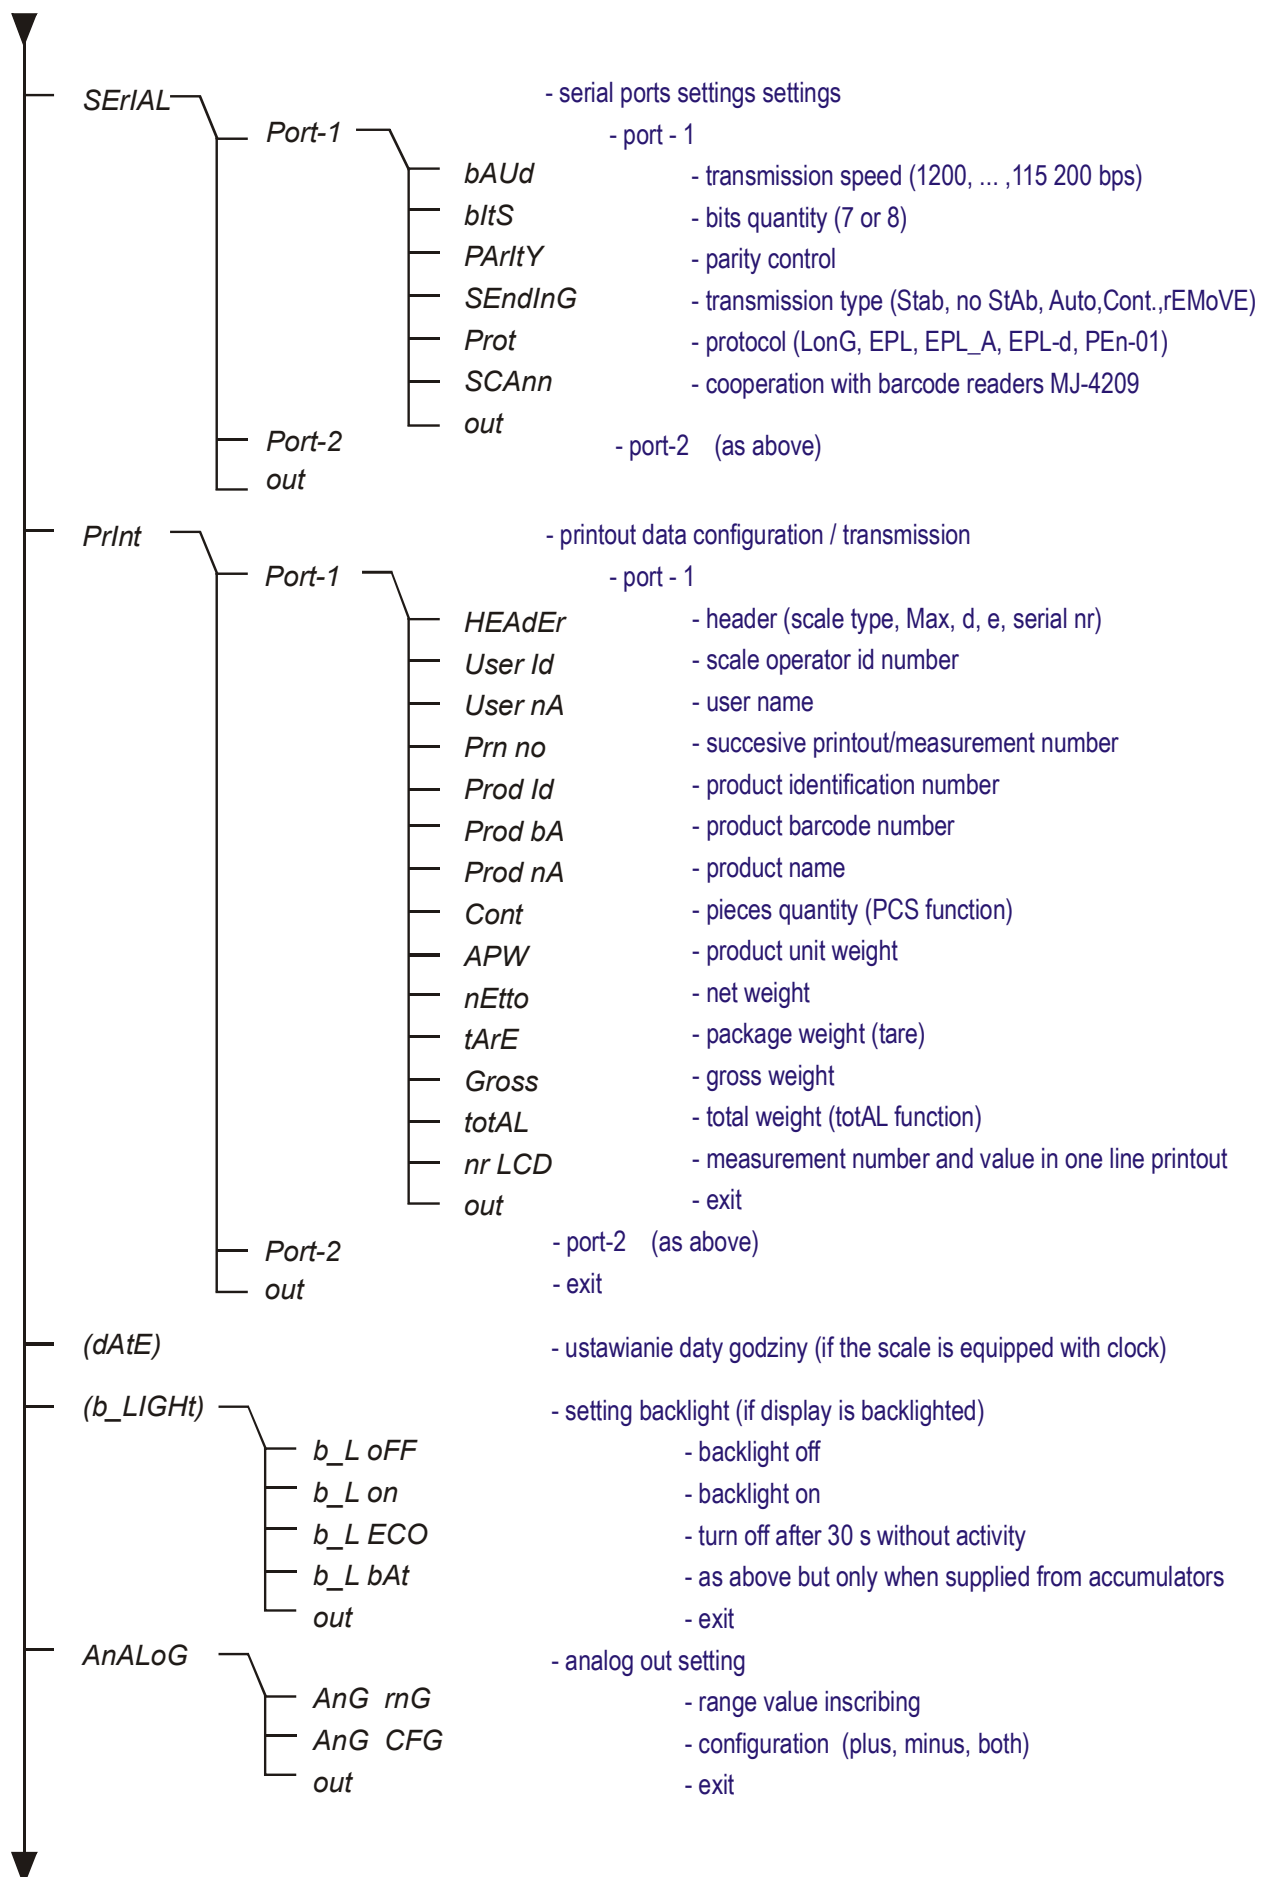 SErIAL - serial ports settings settings
Port-1 - port - 1
bAUd - transmission speed (1200, ... ,115 200 bps)
bItS - bits quantity (7 or 8)
PArItY - parity control
SEndInG - transmission type (Stab, no StAb, Auto,Cont.,rEMoVE)
Prot - protocol (LonG, EPL, EPL_A, EPL-d, PEn-01)
SCAnn - cooperation with barcode readers MJ-4209
out
Port-2 - port-2 (as above)
out
PrInt - printout data configuration / transmission
Port-1 - port - 1
HEAdEr - header (scale type, Max, d, e, serial nr)
User Id - scale operator id number
User nA - user name
Prn no - succesive printout/measurement number
Prod Id - product identification number
Prod bA - product barcode number
Prod nA - product name
Cont - pieces quantity (PCS function)
APW - product unit weight
nEtto - net weight
tArE - package weight (tare)
Gross - gross weight
totAL - total weight (totAL function)
nr LCD - measurement number and value in one line printout
out - exit
Port-2 - port-2 (as above)
out - exit
(dAtE) - ustawianie daty godziny (if the scale is equipped with clock)
(b_LIGHt) - setting backlight (if display is backlighted)
b_L oFF - backlight off
b_L on - backlight on
b_L ECO - turn off after 30 s without activity
b_L bAt - as above but only when supplied from accumulators
out - exit
AnALoG - analog out setting
AnG rnG - range value inscribing
AnG CFG - configuration (plus, minus, both)
out - exit